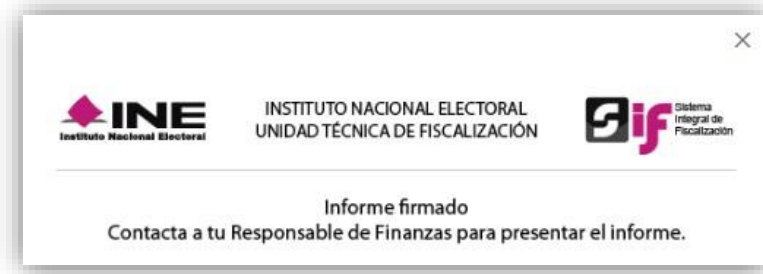 INE
Instituto Nacional Electoral
INSTITUTO NACIONAL ELECTORAL
UNIDAD TÉCNICA DE FISCALIZACIÓN
Sif
Sistema
Integral de
Fiscalización
Informe firmado
Contacta a tu Responsable de Finanzas para presentar el informe.